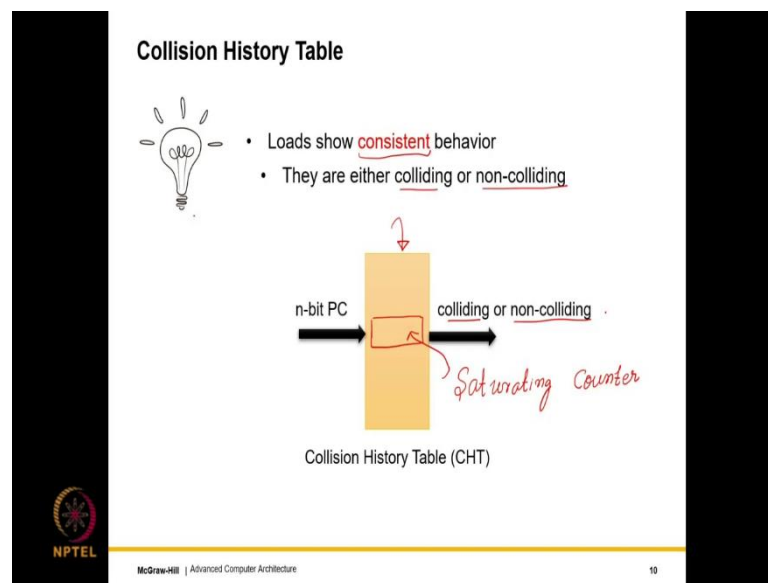 Collision History Table
• Loads show consistent behavior
• They are either colliding or non-colliding
n-bit PC
colliding or non-colliding
Saturating Counter
Collision History Table (CHT)
NPTEL
McGraw-Hill | Advanced Computer Architecture
10